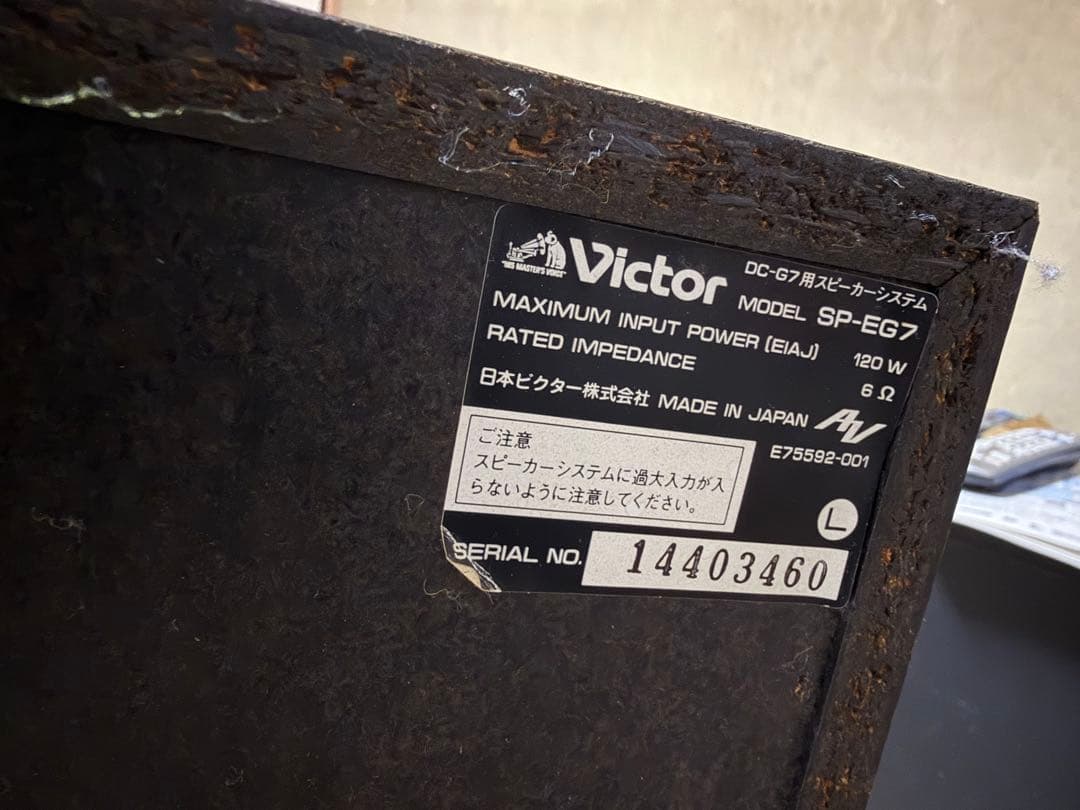 "HIS MASTER'S VOICE"
Victor
DC-G7用スピーカーシステム
MODEL SP-EG7
MAXIMUM INPUT POWER (EIAJ) 120 W
RATED IMPEDANCE 6 Ω
日本ビクター株式会社 MADE IN JAPAN AV
E75592-001
ご注意
スピーカーシステムに過大入力が入
らないように注意してください。
L
SERIAL NO. 14403460